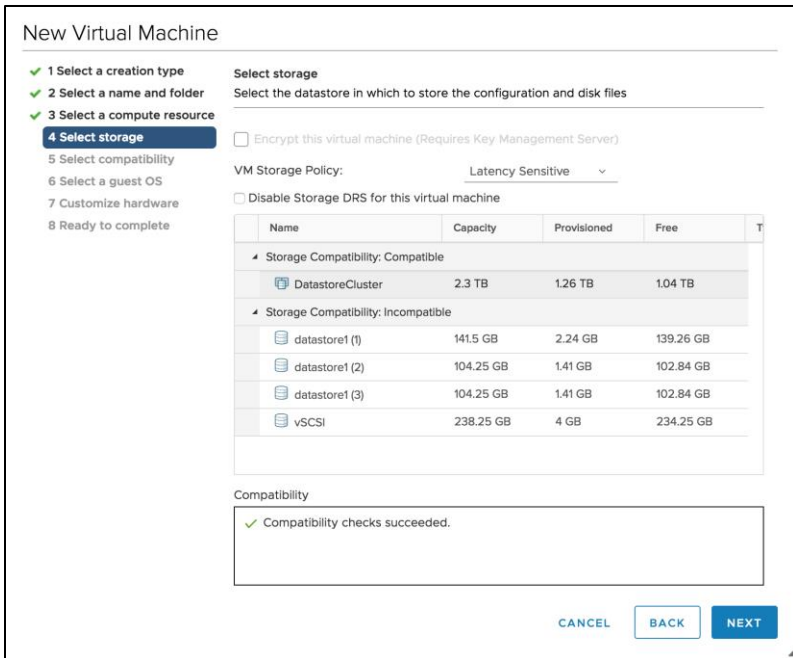 New Virtual Machine
1 Select a creation type
2 Select a name and folder
3 Select a compute resource
4 Select storage
5 Select compatibility
6 Select a guest OS
7 Customize hardware
8 Ready to complete
Select storage
Select the datastore in which to store the configuration and disk files
Encrypt this virtual machine (Requires Key Management Server)
VM Storage Policy: Latency Sensitive
Disable Storage DRS for this virtual machine
Name Capacity Provisioned Free T
Storage Compatibility: Compatible
DatastoreCluster 2.3 TB 1.26 TB 1.04 TB
Storage Compatibility: Incompatible
datastore1 (1) 141.5 GB 2.24 GB 139.26 GB
datastore1 (2) 104.25 GB 1.41 GB 102.84 GB
datastore1 (3) 104.25 GB 1.41 GB 102.84 GB
vSCSI 238.25 GB 4 GB 234.25 GB
Compatibility
Compatibility checks succeeded.
CANCEL BACK NEXT